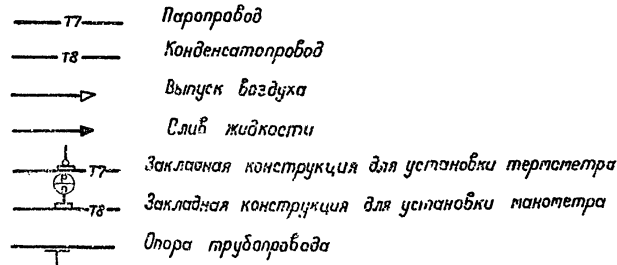 Т7 Паропровод
Т8 Конденсатопровод
Выпуск воздуха
Слив жидкости
Т7 Закладная конструкция для установки термометра
Т8 Закладная конструкция для установки манометра
Опора трубопровода